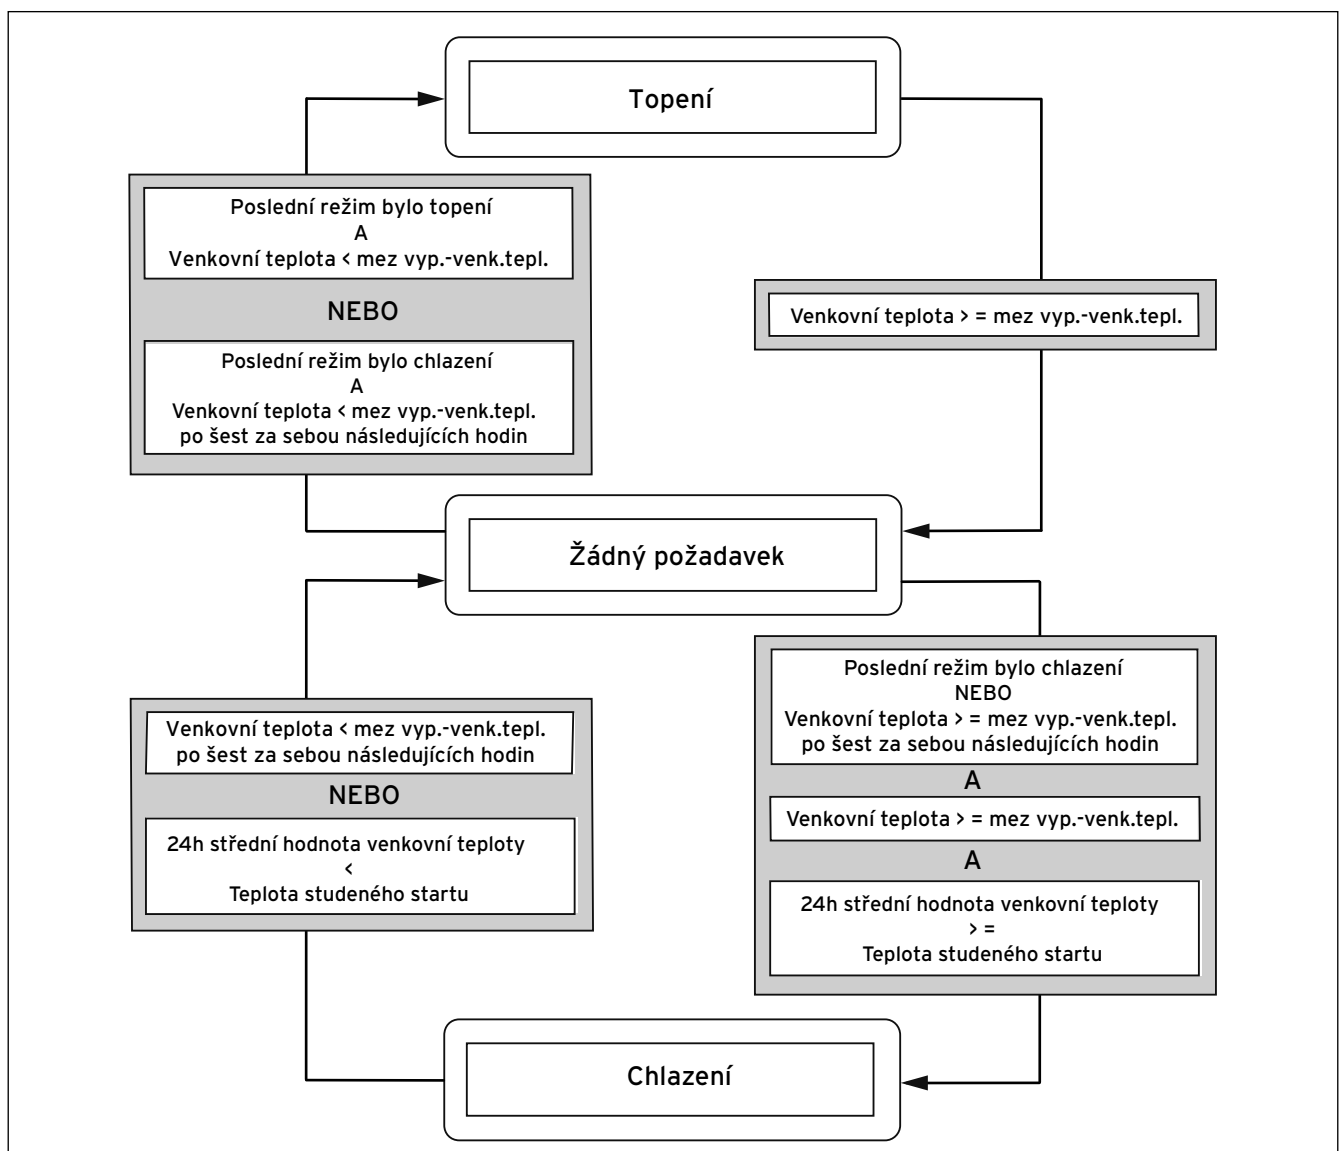 Topení
Poslední režim bylo topení
A
Venkovní teplota < mez vyp.-venk.tepl.
NEBO
Poslední režim bylo chlazení
A
Venkovní teplota < mez vyp.-venk.tepl.
po šest za sebou následujících hodin
Venkovní teplota > = mez vyp.-venk.tepl.
Žádný požadavek
Venkovní teplota < mez vyp.-venk.tepl.
po šest za sebou následujících hodin
NEBO
24h střední hodnota venkovní teploty
<
Teplota studeného startu
Poslední režim bylo chlazení
NEBO
Venkovní teplota > = mez vyp.-venk.tepl.
po šest za sebou následujících hodin
A
Venkovní teplota > = mez vyp.-venk.tepl.
A
24h střední hodnota venkovní teploty
> =
Teplota studeného startu
Chlazení